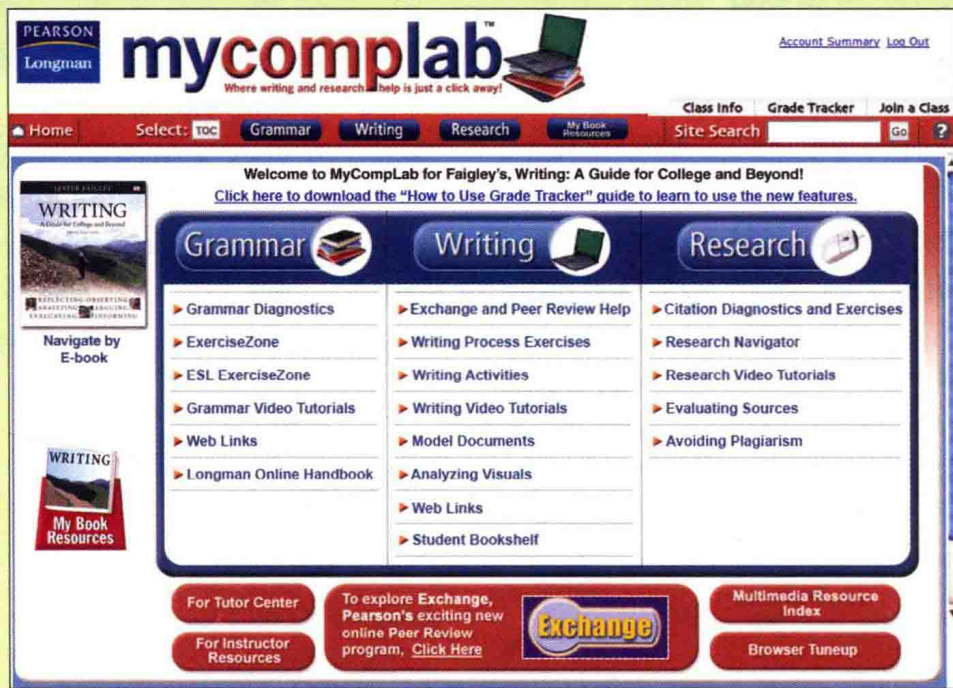 PEARSON
Longman
mycomplab™
Where writing and research help is just a click away!
Account Summary Log Out
Class Info Grade Tracker Join a Class
Home Select: TOC Grammar Writing Research My Book Resources Site Search Go ?
Welcome to MyCompLab for Faigley's, Writing: A Guide for College and Beyond!
Click here to download the "How to Use Grade Tracker" guide to learn to use the new features.
LESTER FAIGLEY
WRITING
A Guide for College and Beyond
REFLECTING·OBSERVING
ANALYZING ARGUING
EVALUATING INFORMING
Navigate by
E-book
WRITING
My Book
Resources
Grammar
Grammar Diagnostics
ExerciseZone
ESL ExerciseZone
Grammar Video Tutorials
Web Links
Longman Online Handbook
Writing
Exchange and Peer Review Help
Writing Process Exercises
Writing Activities
Writing Video Tutorials
Model Documents
Analyzing Visuals
Web Links
Student Bookshelf
Research
Citation Diagnostics and Exercises
Research Navigator
Research Video Tutorials
Evaluating Sources
Avoiding Plagiarism
For Tutor Center
For Instructor
Resources
To explore Exchange,
Pearson's exciting new
online Peer Review
program, Click Here
Exchange
Multimedia Resource
Index
Browser Tuneup